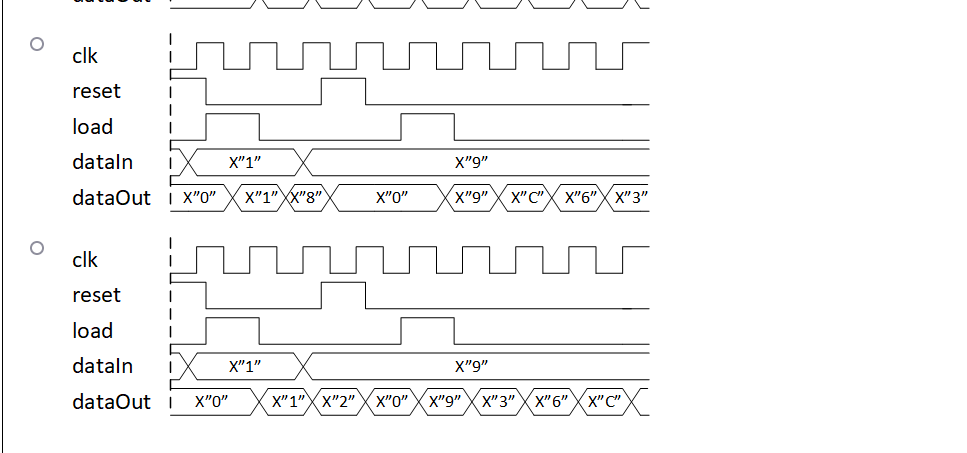 dataOut
clk
reset
load
dataIn X"1" X"9"
dataOut X"0" X"1" X"8" X"0" X"9" X"C" X"6" X"3"
clk
reset
load
dataIn X"1" X"9"
dataOut X"0" X"1" X"2" X"0" X"9" X"3" X"6" X"C"